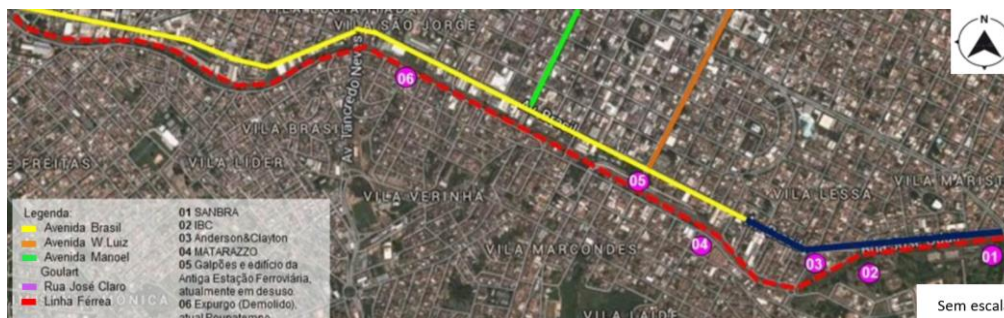 VILA SÃO JORGE
Av Tancredo Neves
06
VILA BRASIL
E FREITAS
VILA LIDER
VILA VERINHA
05
VILA LESSA
VILA MARIST
VILA MARCONDES
04
03
02
01
VILA LAIDE
Legenda:
Avenida Brasil
Avenida W.Luiz
Avenida Manoel
Goulart
Rua José Claro
Linha Férrea
01 SANBRA
02 IBC
03 Anderson&Clayton
04 MATARAZZO
05 Galpões e edifício da
Antiga Estação Ferroviária,
atualmente em desuso.
06 Expurgo (Demolido),
Sem escal